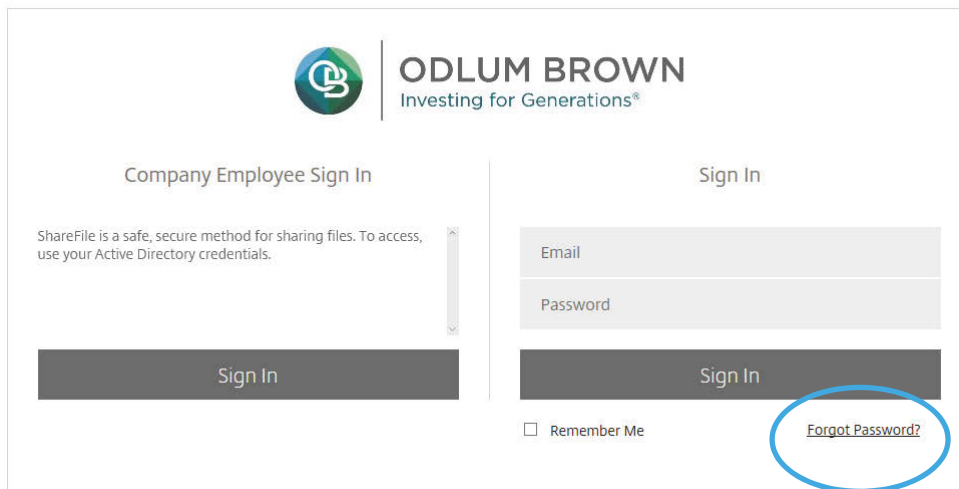 OB
ODLUM BROWN
Investing for Generations®
Company Employee Sign In
ShareFile is a safe, secure method for sharing files. To access,
use your Active Directory credentials.
Sign In
Sign In
Email
Password
Sign In
Remember Me
Forgot Password?